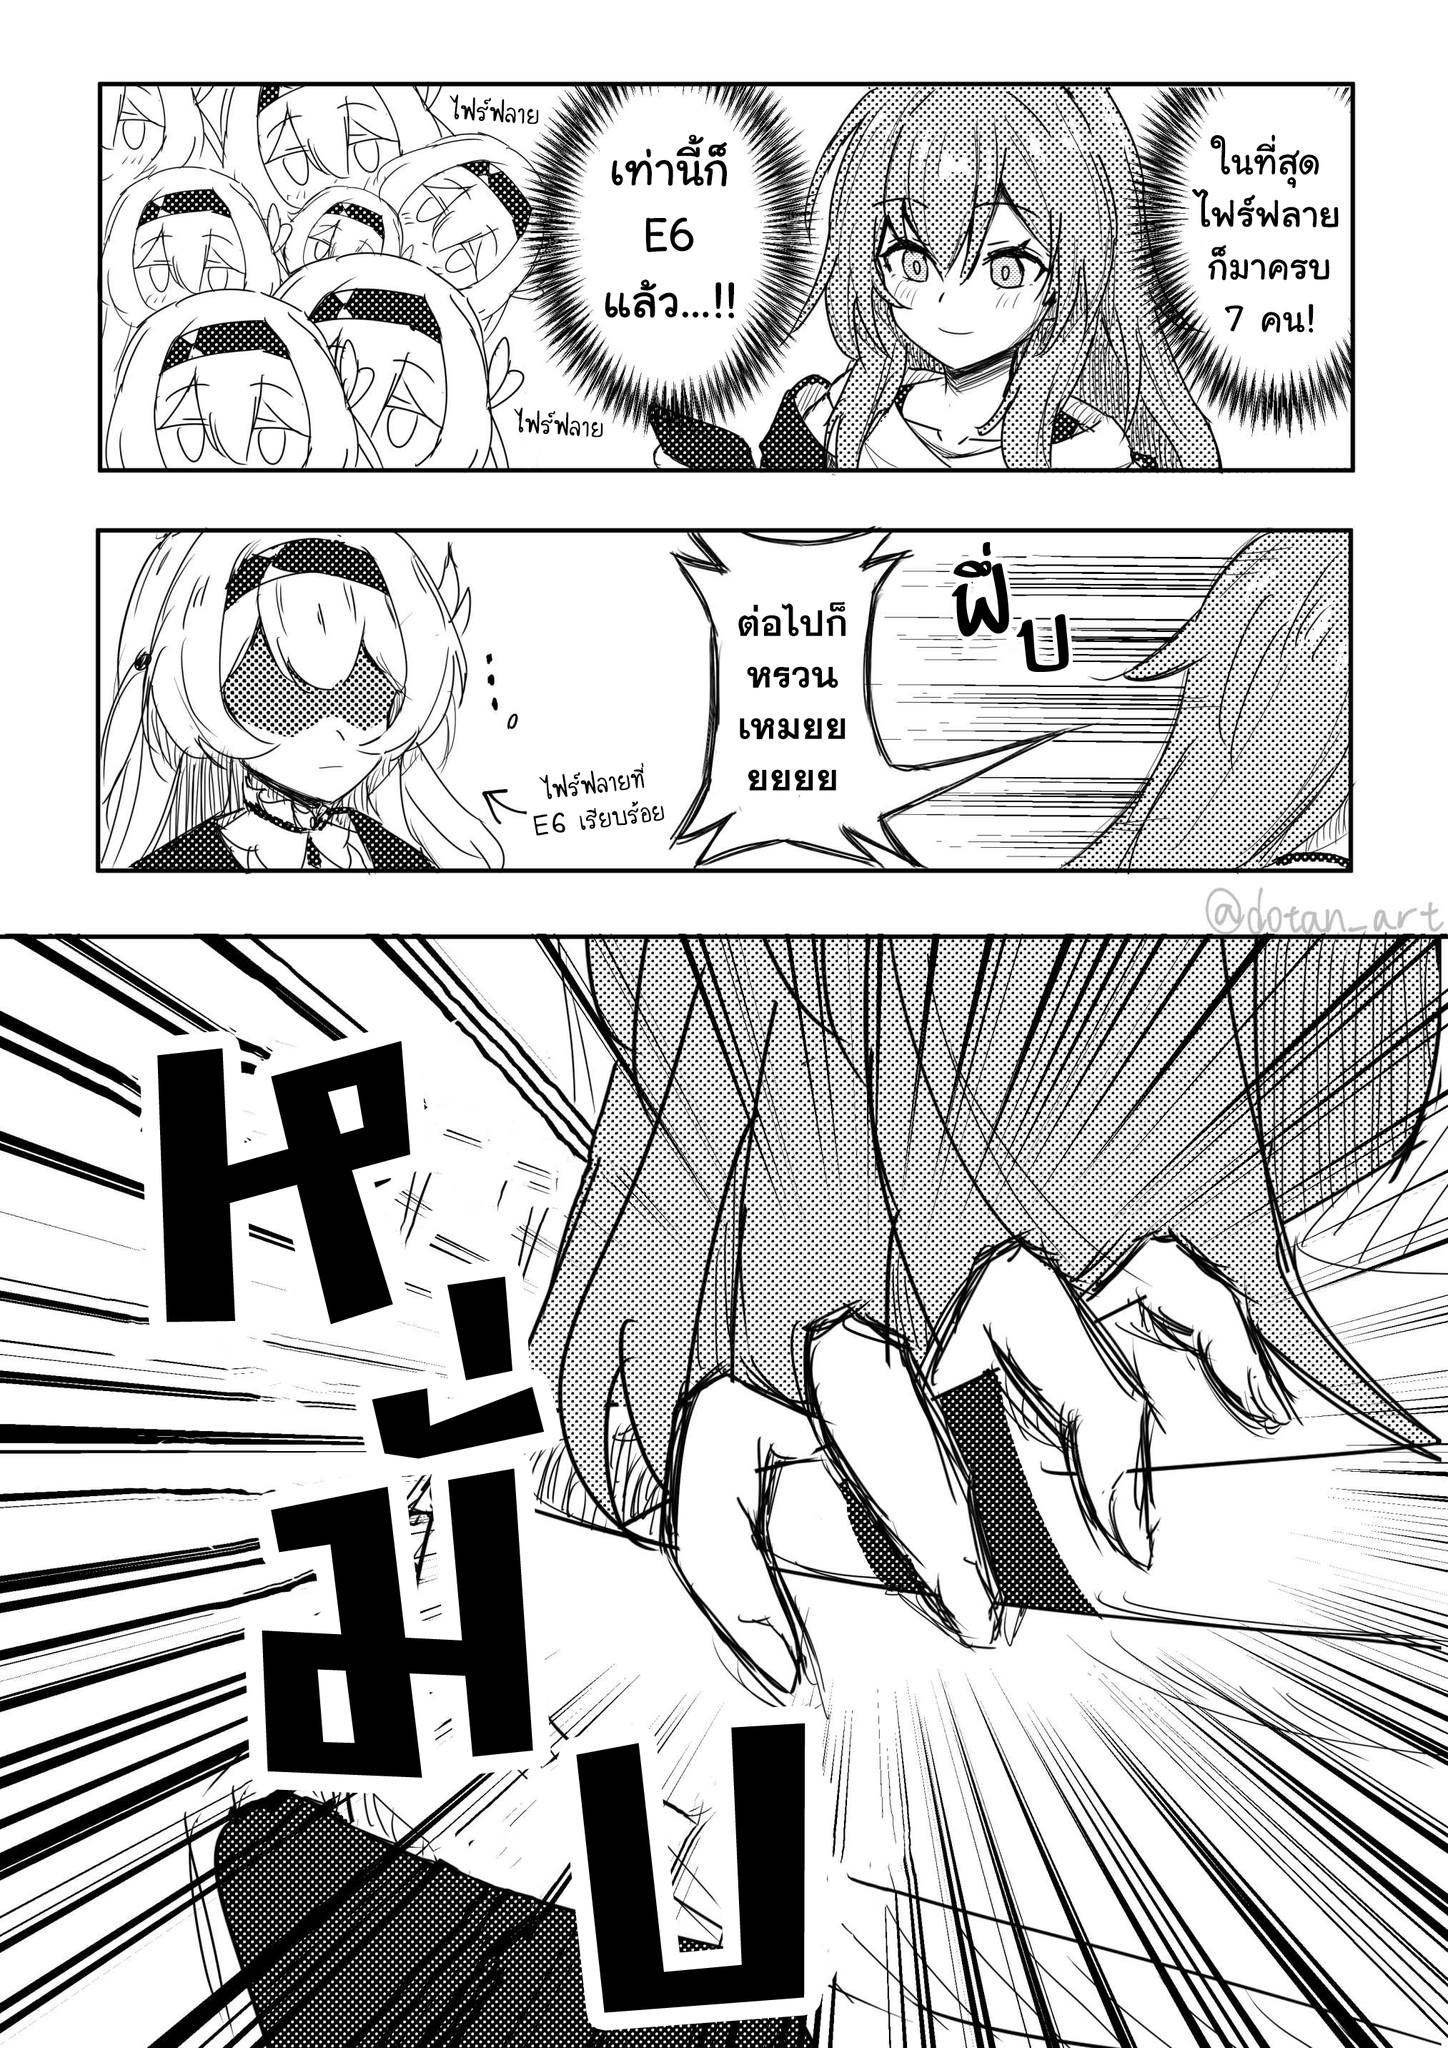 ในที่สุด
ไฟร์ฟลาย
ก็มาครบ
7 คน!
เท่านี้ก็
E6
แล้ว...!!
ไฟร์ฟลาย
ไฟร์ฟลาย
ฝึ่บ
ต่อไปก็
หรวน
เหมยย
ยยยย
ไฟร์ฟลายที่
E6 เรียบร้อย
@dotan_art
หมั่บ